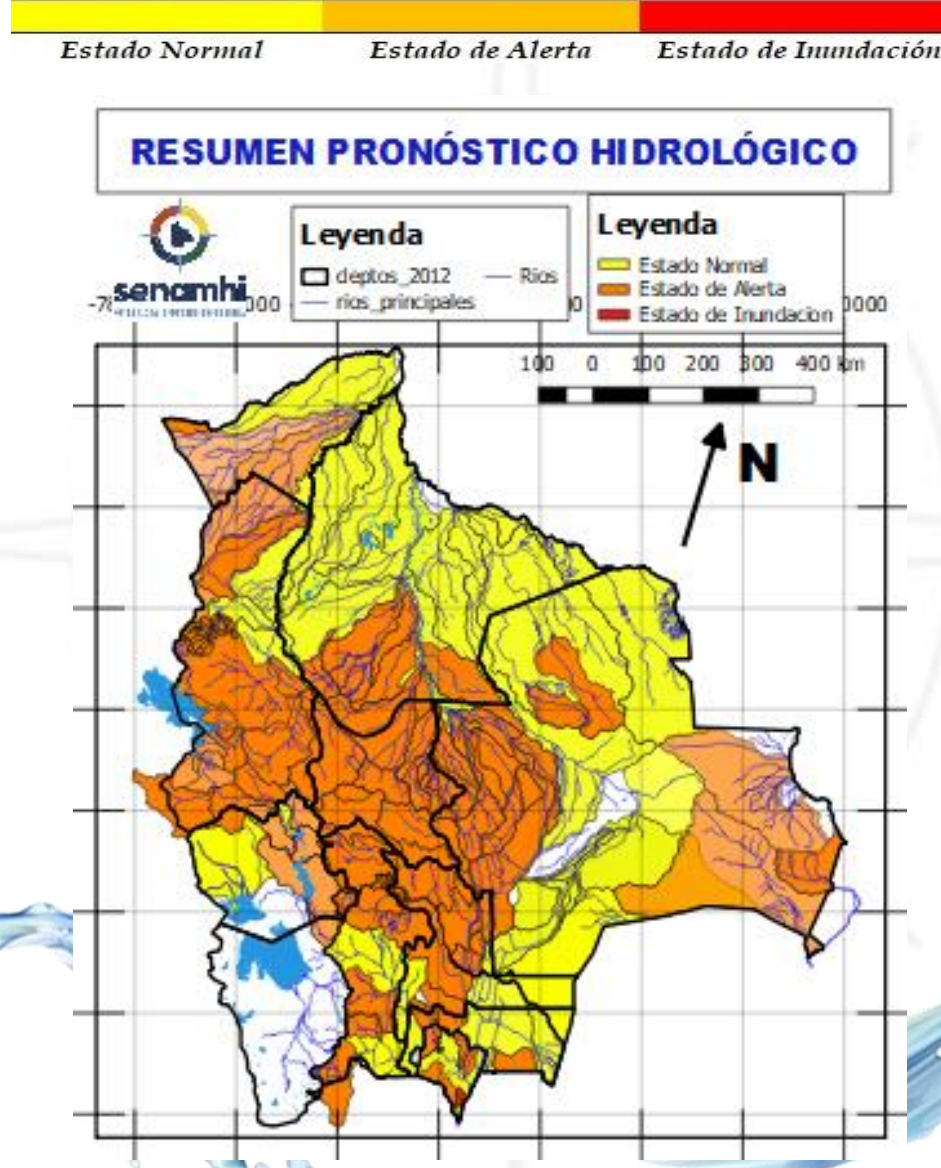 Estado Normal Estado de Alerta Estado de Inundación
RESUMEN PRONÓSTICO HIDROLÓGICO
senamhi
Leyenda
deptos_2012 Rios
rios_principales
Leyenda
Estado Normal
Estado de Alerta
Estado de Inundacion
100 0 100 200 300 400 km
N